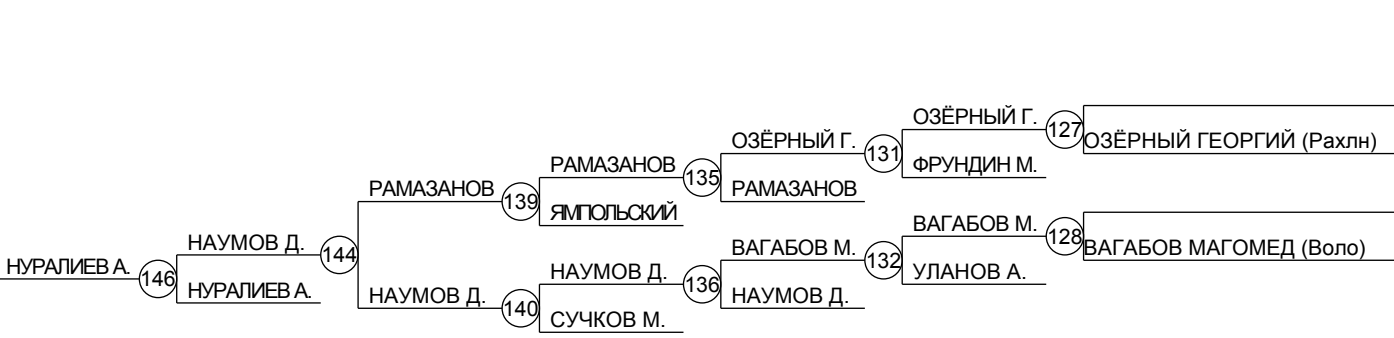 ОЗЁРНЫЙ Г.
127
ОЗЁРНЫЙ ГЕОРГИЙ (Рахлн)
ОЗЁРНЫЙ Г.
131
ФРУНДИН М.
РАМАЗАНОВ
135
РАМАЗАНОВ
РАМАЗАНОВ
139
ЯМПОЛЬСКИЙ
ВАГАБОВ М.
128
ВАГАБОВ МАГОМЕД (Воло)
НАУМОВ Д.
144
ВАГАБОВ М.
132
УЛАНОВ А.
НУРАЛИЕВ А.
146
НУРАЛИЕВ А.
НАУМОВ Д.
136
НАУМОВ Д.
НАУМОВ Д.
140
СУЧКОВ М.